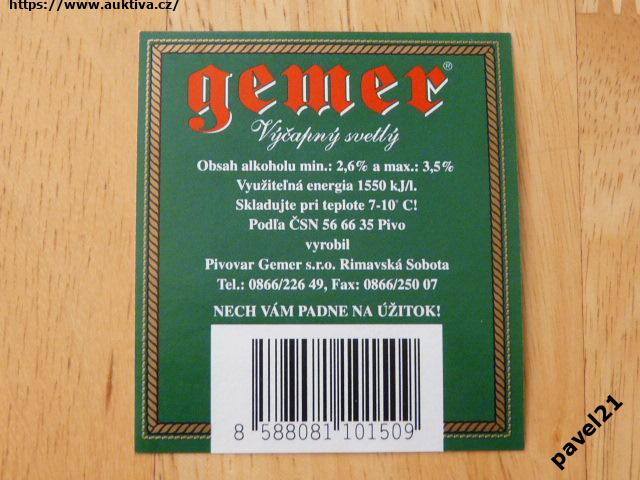 https://www.auktiva.cz/
gemer®
Výčapný svetlý
Obsah alkoholu min.: 2,6% a max.: 3,5%
Využiteľná energia 1550 kJ/l.
Skladujte pri teplote 7-10° C!
Podľa ČSN 56 66 35 Pivo
vyrobil
Pivovar Gemer s.r.o. Rimavská Sobota
Tel.: 0866/226 49, Fax: 0866/250 07
NECH VÁM PADNE NA ÚŽITOK!
8 588081 101509
pavel21